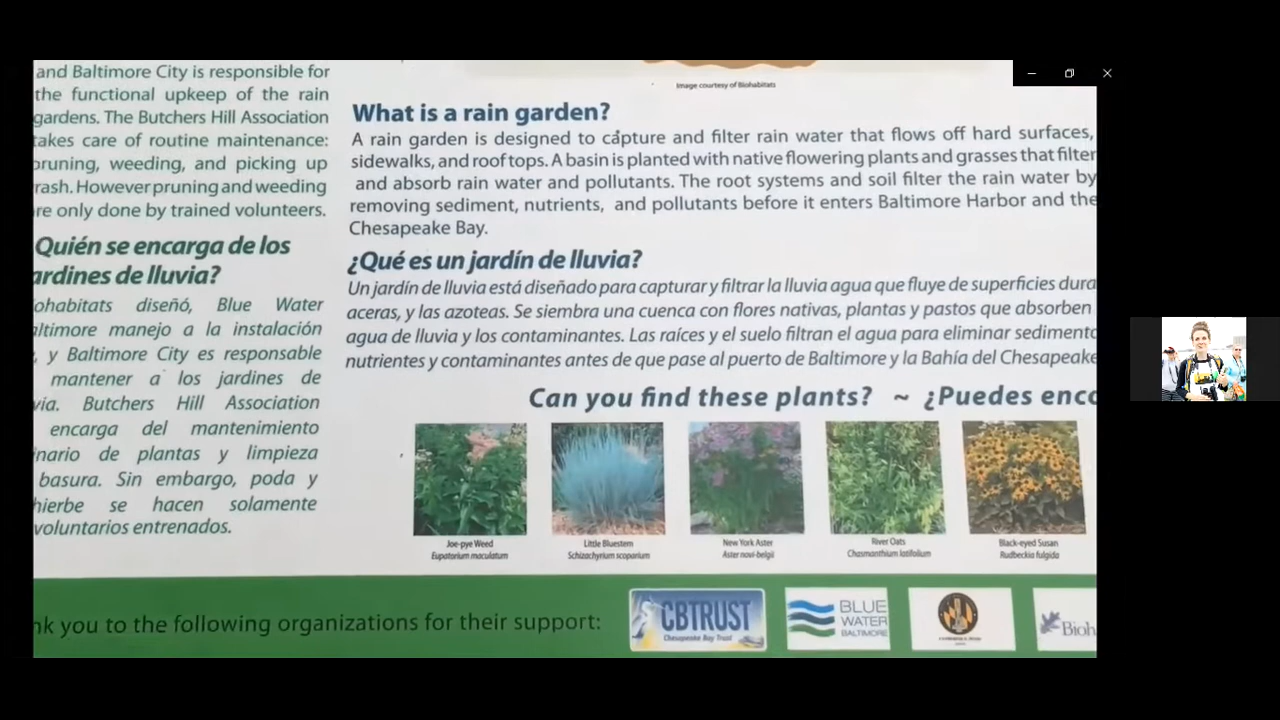 and Baltimore City is responsible for
the functional upkeep of the rain
gardens. The Butchers Hill Association
takes care of routine maintenance:
pruning, weeding, and picking up
rash. However pruning and weeding
re only done by trained volunteers.
Quién se encarga de los
ardines de lluvia?
ohabitats diseñó, Blue Water
altimore manejo a la instalación
, y Baltimore City es responsable
mantener a los jardines de
via. Butchers Hill Association
encarga del mantenimiento
inario de plantas y limpieza
basura. Sin embargo, poda y
hierbe se hacen solamente
voluntarios entrenados.
Image courtesy of Biohabitats
What is a rain garden?
A rain garden is designed to capture and filter rain water that flows off hard surfaces,
sidewalks, and roof tops. A basin is planted with native flowering plants and grasses that filter
and absorb rain water and pollutants. The root systems and soil filter the rain water by
removing sediment, nutrients, and pollutants before it enters Baltimore Harbor and the
Chesapeake Bay.
¿Qué es un jardín de lluvia?
Un jardín de lluvia está diseñado para capturar y filtrar la lluvia agua que fluye de superficies dura
aceras, y las azoteas. Se siembra una cuenca con flores nativas, plantas y pastos que absorben
agua de lluvia y los contaminantes. Las raíces y el suelo filtran el agua para eliminar sedimento
nutrientes y contaminantes antes de que pase al puerto de Baltimore y la Bahía del Chesapeake
Can you find these plants? ~ ¿Puedes enco
Joe-pye Weed
Eupatorium maculatum
Little Bluestem
Schizachyrium scoparium
New York Aster
Aster novi-belgii
River Oats
Chasmanthium latifolium
Black-eyed Susan
Rudbeckia fulgida
nk you to the following organizations for their support:
CBTRUST
Chesapeake Bay Trust
BLUE
WATER
BALTIMORE
Bioh